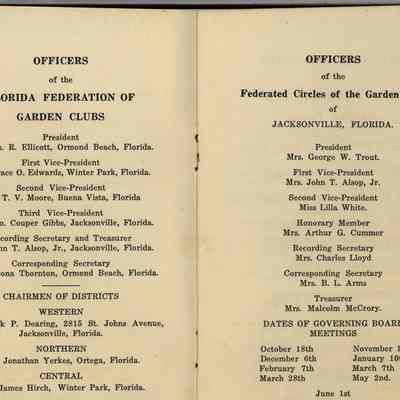 OFFICERS
of the
ORIDA FEDERATION OF
GARDEN CLUBS
President
R. Ellicott, Ormond Beach, Florida.
First Vice-President
ace O. Edwards, Winter Park, Florida.
Second Vice-President
T. V. Moore, Buena Vista, Florida
Third Vice-President
Couper Gibbs, Jacksonville, Florida.
cording Secretary and Treasurer
hn T. Alsop, Jr., Jacksonville, Florida.
Corresponding Secretary
ona Thornton, Ormond Beach, Florida.
CHAIRMEN OF DISTRICTS
WESTERN
k P. Dearing, 2815 St. Johns Avenue,
Jacksonville, Florida.
NORTHERN
Jonathan Yerkes, Ortega, Florida.
CENTRAL
James Hirch, Winter Park, Florida.
OFFICERS
of the
Federated Circles of the Garden
of
JACKSONVILLE, FLORIDA.
President
Mrs. George W. Trout.
First Vice-President
Mrs. John T. Alsop, Jr.
Second Vice-President
Miss Lilla White.
Honorary Member
Mrs. Arthur G. Cummer
Recording Secretary
Mrs. Charles Lloyd
Corresponding Secretary
Mrs. B. L. Arms
Treasurer
Mrs. Malcolm McCrory.
DATES OF GOVERNING BOAR
MEETINGS
October 18th November 1
December 6th January 10
February 7th March 7th
March 28th May 2nd.
June 1st